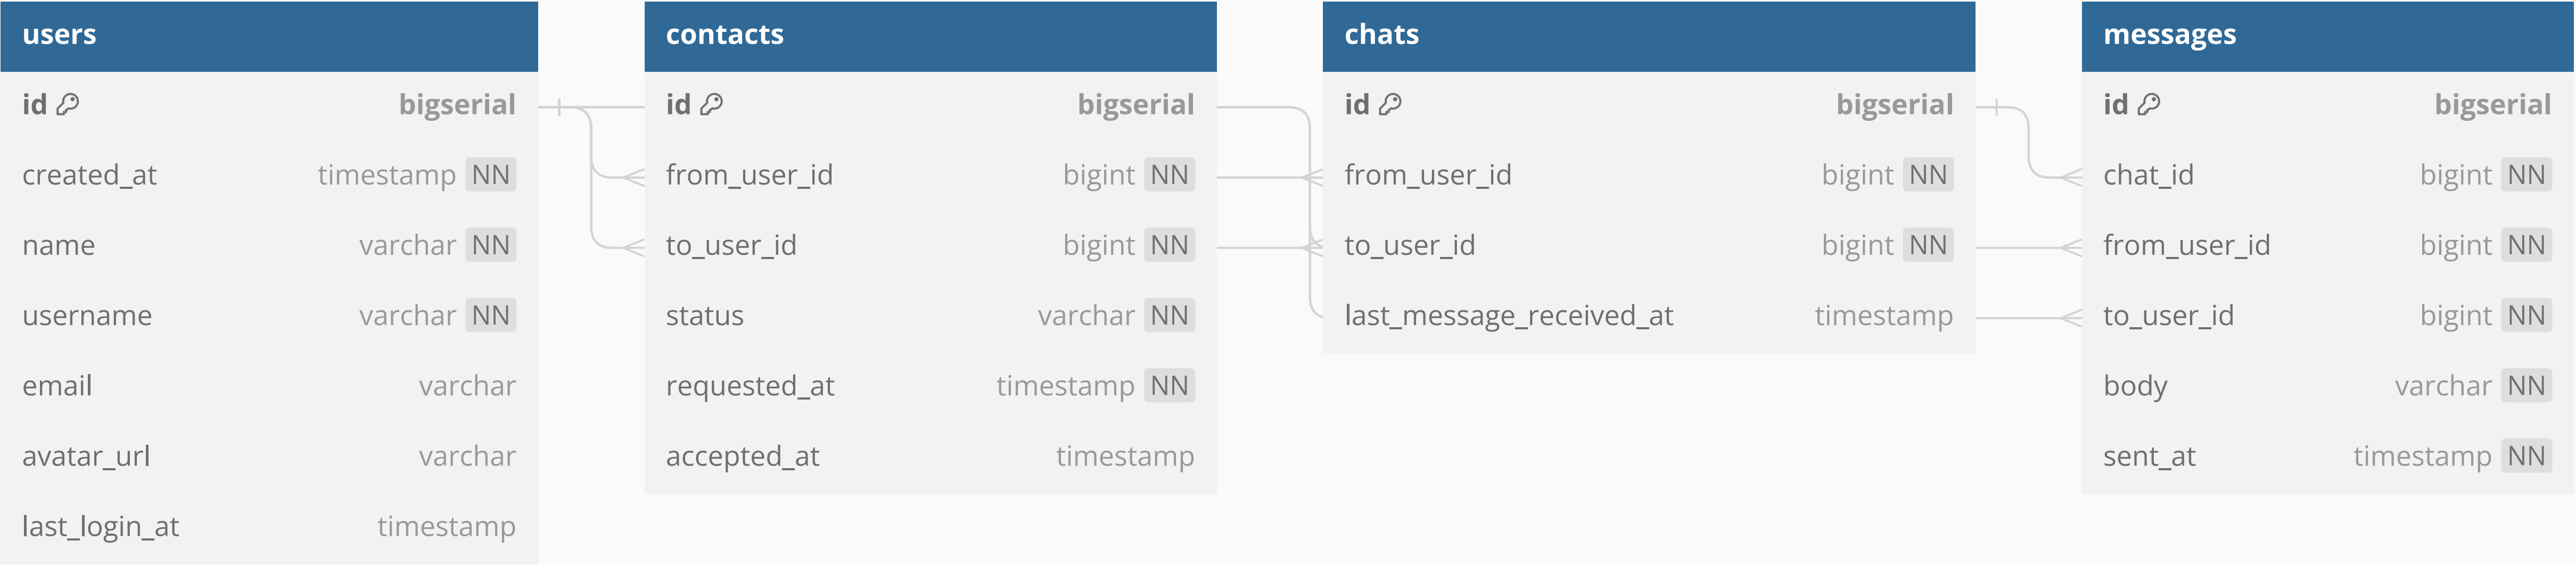 users
id bigserial
created_at timestamp NN
name varchar NN
username varchar NN
email varchar
avatar_url varchar
last_login_at timestamp
contacts
id bigserial
from_user_id bigint NN
to_user_id bigint NN
status varchar NN
requested_at timestamp NN
accepted_at timestamp
chats
id bigserial
from_user_id bigint NN
to_user_id bigint NN
last_message_received_at timestamp
messages
id bigserial
chat_id bigint NN
from_user_id bigint NN
to_user_id bigint NN
body varchar NN
sent_at timestamp NN